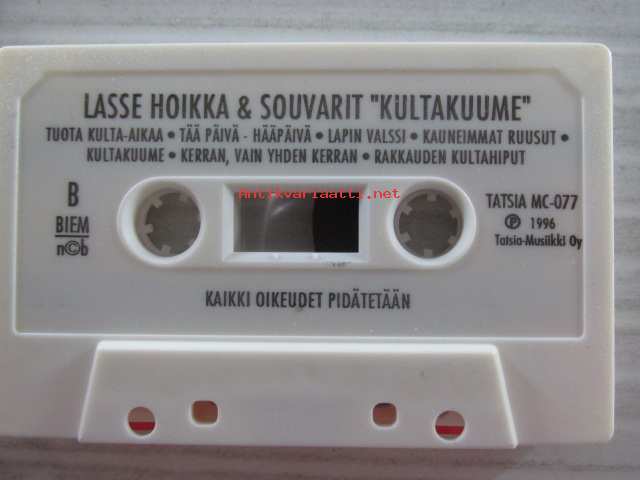 LASSE HOIKKA & SOUVARIT "KULTAKUUME"
TUOTA KULTA-AIKAA • TÄÄ PÄIVÄ - HÄÄPÄIVÄ • LAPIN VALSSI • KAUNEIMMAT RUUSUT •
KULTAKUUME • KERRAN, VAIN YHDEN KERRAN • RAKKAUDEN KULTAHIPUT
Antikvariaatti.net
B
BIEM
n©b
TATSIA MC-077
℗ 1996
Tatsia-Musiikki Oy
KAIKKI OIKEUDET PIDÄTETÄÄN